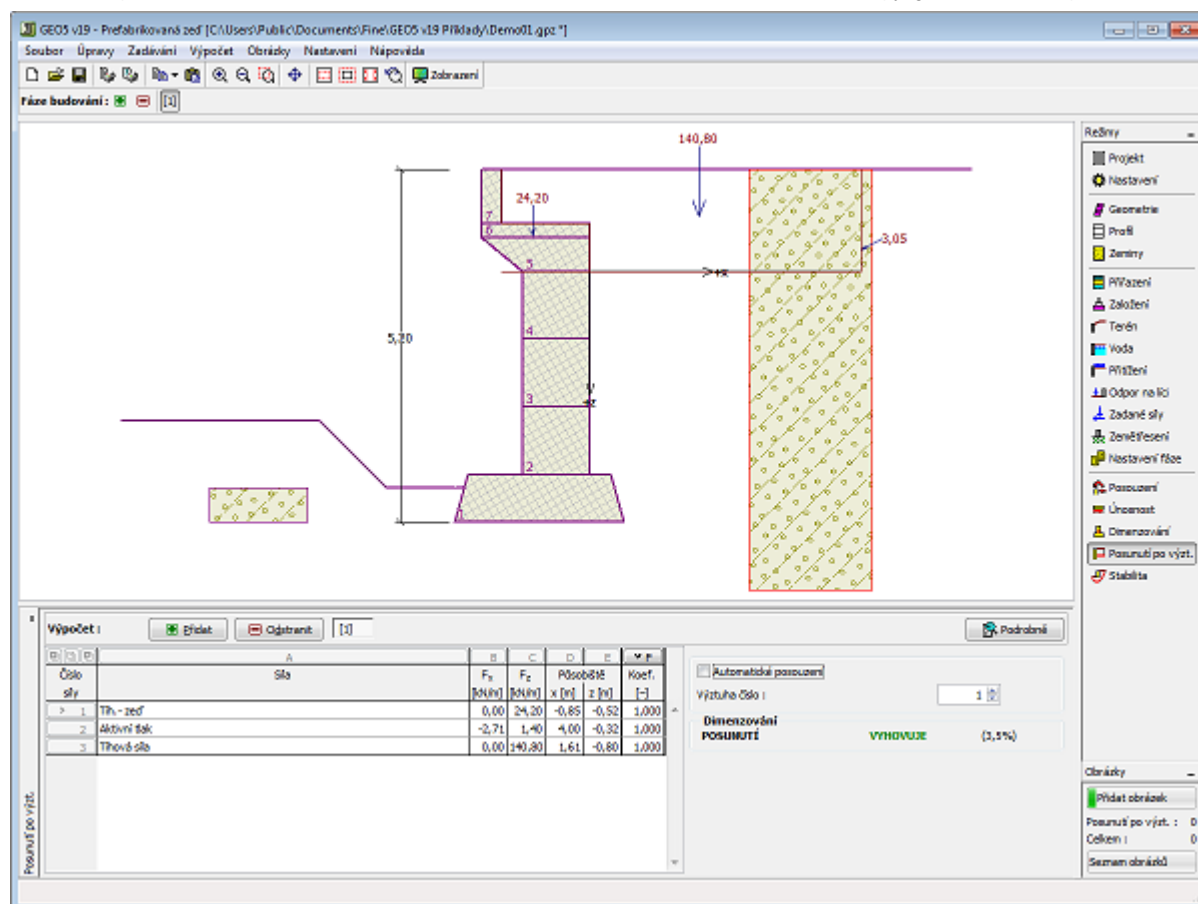 GEO5 v19 - Prefabrikovaná zeď [C:\Users\Public\Documents\Fine\GEO5 v19 Příklady\Demo01.gpz *]
Soubor Úpravy Zadávání Výpočet Obrázky Nastavení Nápověda
Zobrazení
Fáze budování : [1]
140,80
24,20
3,05
5,20
7
6
5
4
3
2
1
+x
+z
Režimy
Projekt
Nastavení
Geometrie
Profil
Zeminy
Přiřazení
Založení
Terén
Voda
Přitížení
Odpor na líci
Zadané síly
Zemětřesení
Nastavení fáze
Posouzení
Únosnost
Dimenzování
Posunutí po výzt.
Stabilita
Výpočet : Přidat Odstranit [1] Podrobně
A B C D E F
Číslo Síla Fx Fz Působiště Koef.
síly [kN/m] [kN/m] x [m] z [m] [-]
1 Tíh.- zeď 0,00 24,20 -0,85 -0,52 1,000
2 Aktivní tlak -2,71 1,40 4,00 -0,32 1,000
3 Tíhová síla 0,00 140,80 1,61 -0,80 1,000
Automatické posouzení
Výztuha číslo : 1
Dimenzování
POSUNUTÍ VYHOVUJE (3,5%)
Posunutí po výzt.
Obrázky
Přidat obrázek
Posunutí po výzt. : 0
Celkem : 0
Seznam obrázků